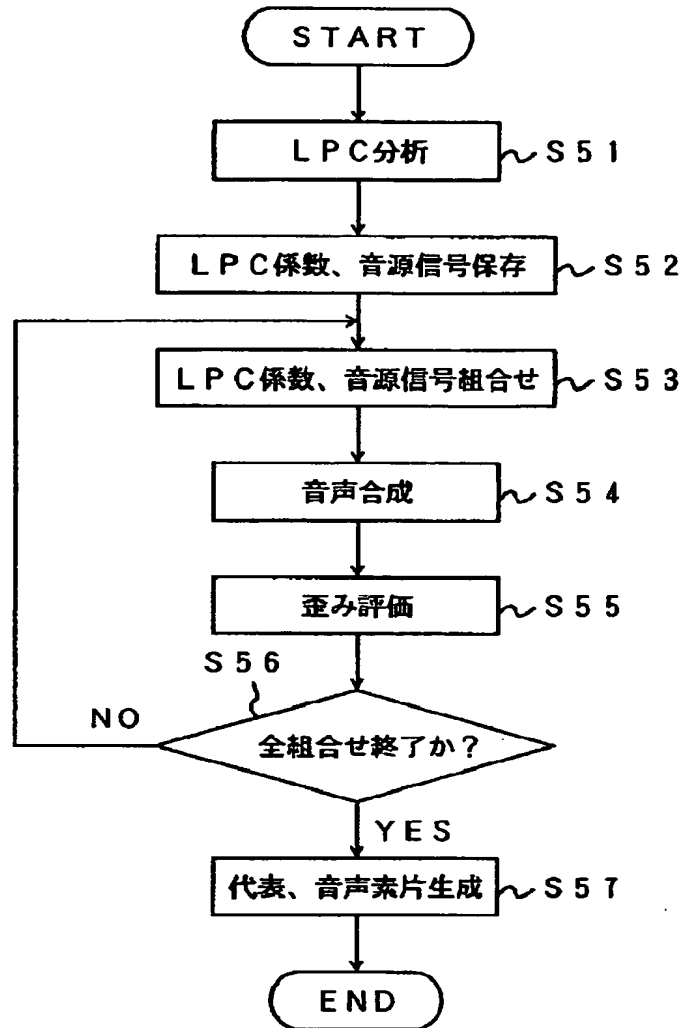 START
LPC分析
S51
LPC係数、音源信号保存
S52
LPC係数、音源信号組合せ
S53
音声合成
S54
歪み評価
S55
S56
NO
全組合せ終了か?
YES
代表、音声素片生成
S57
END